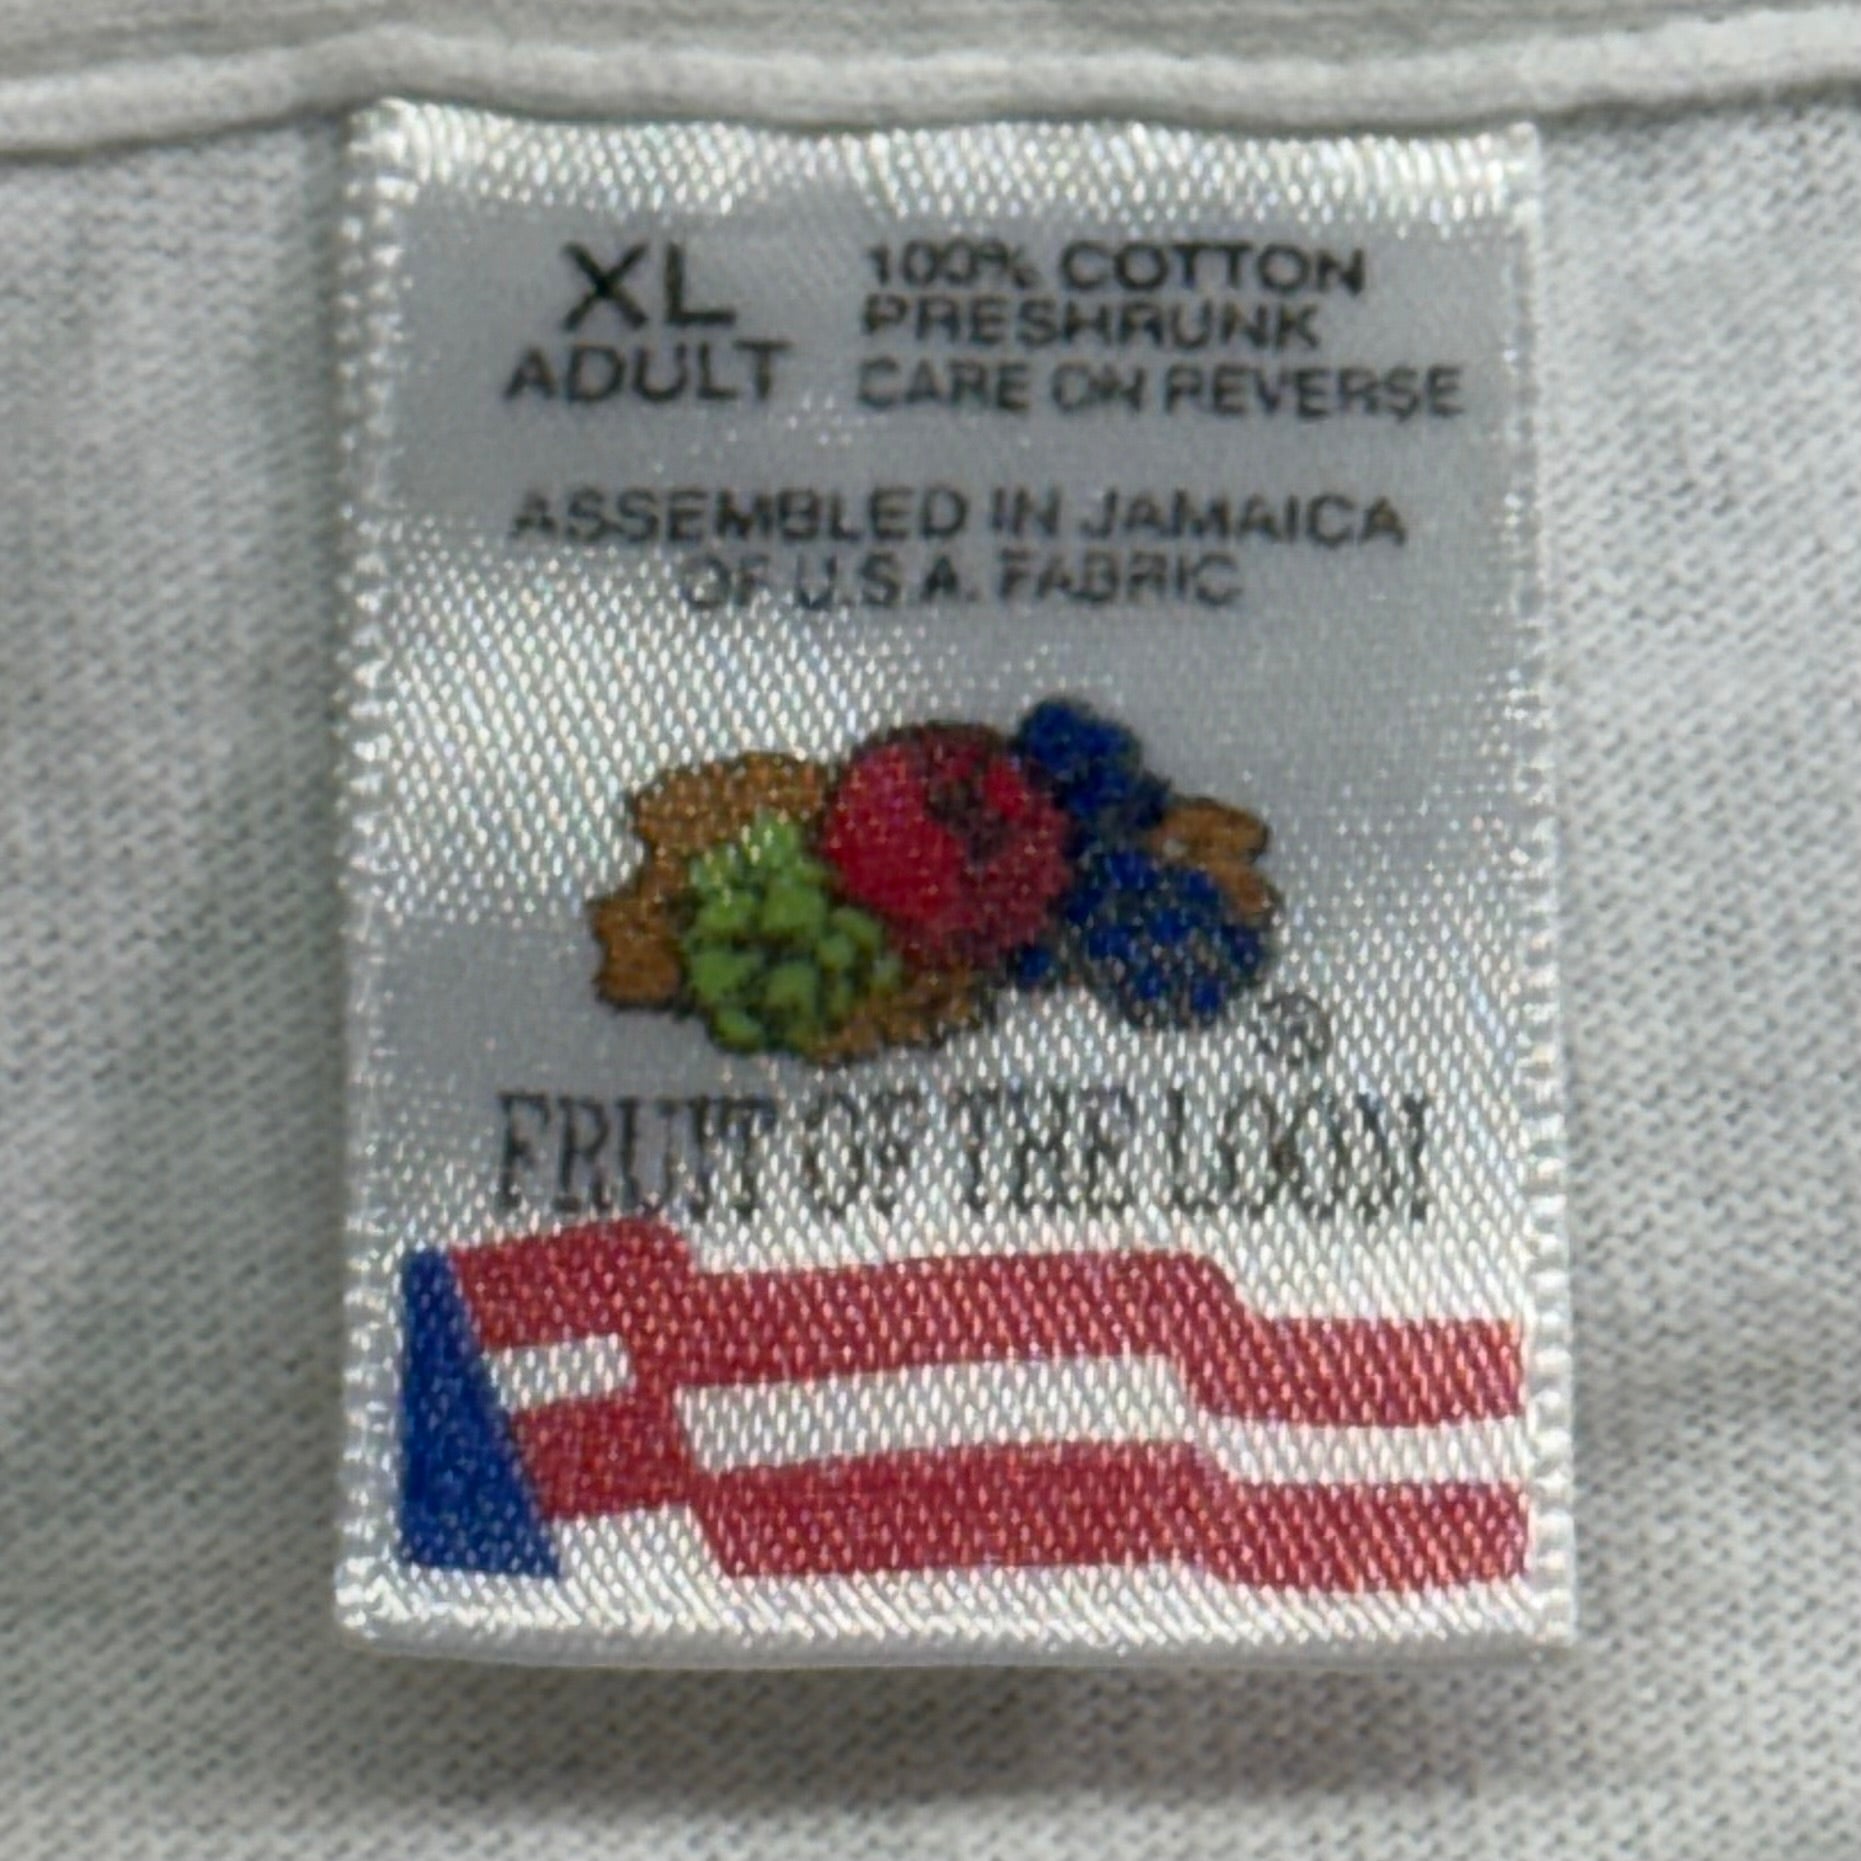 XL
ADULT
100% COTTON
PRESHRUNK
CARE ON REVERSE
ASSEMBLED IN JAMAICA
OF U.S.A. FABRIC
®
FRUIT OF THE LOOM